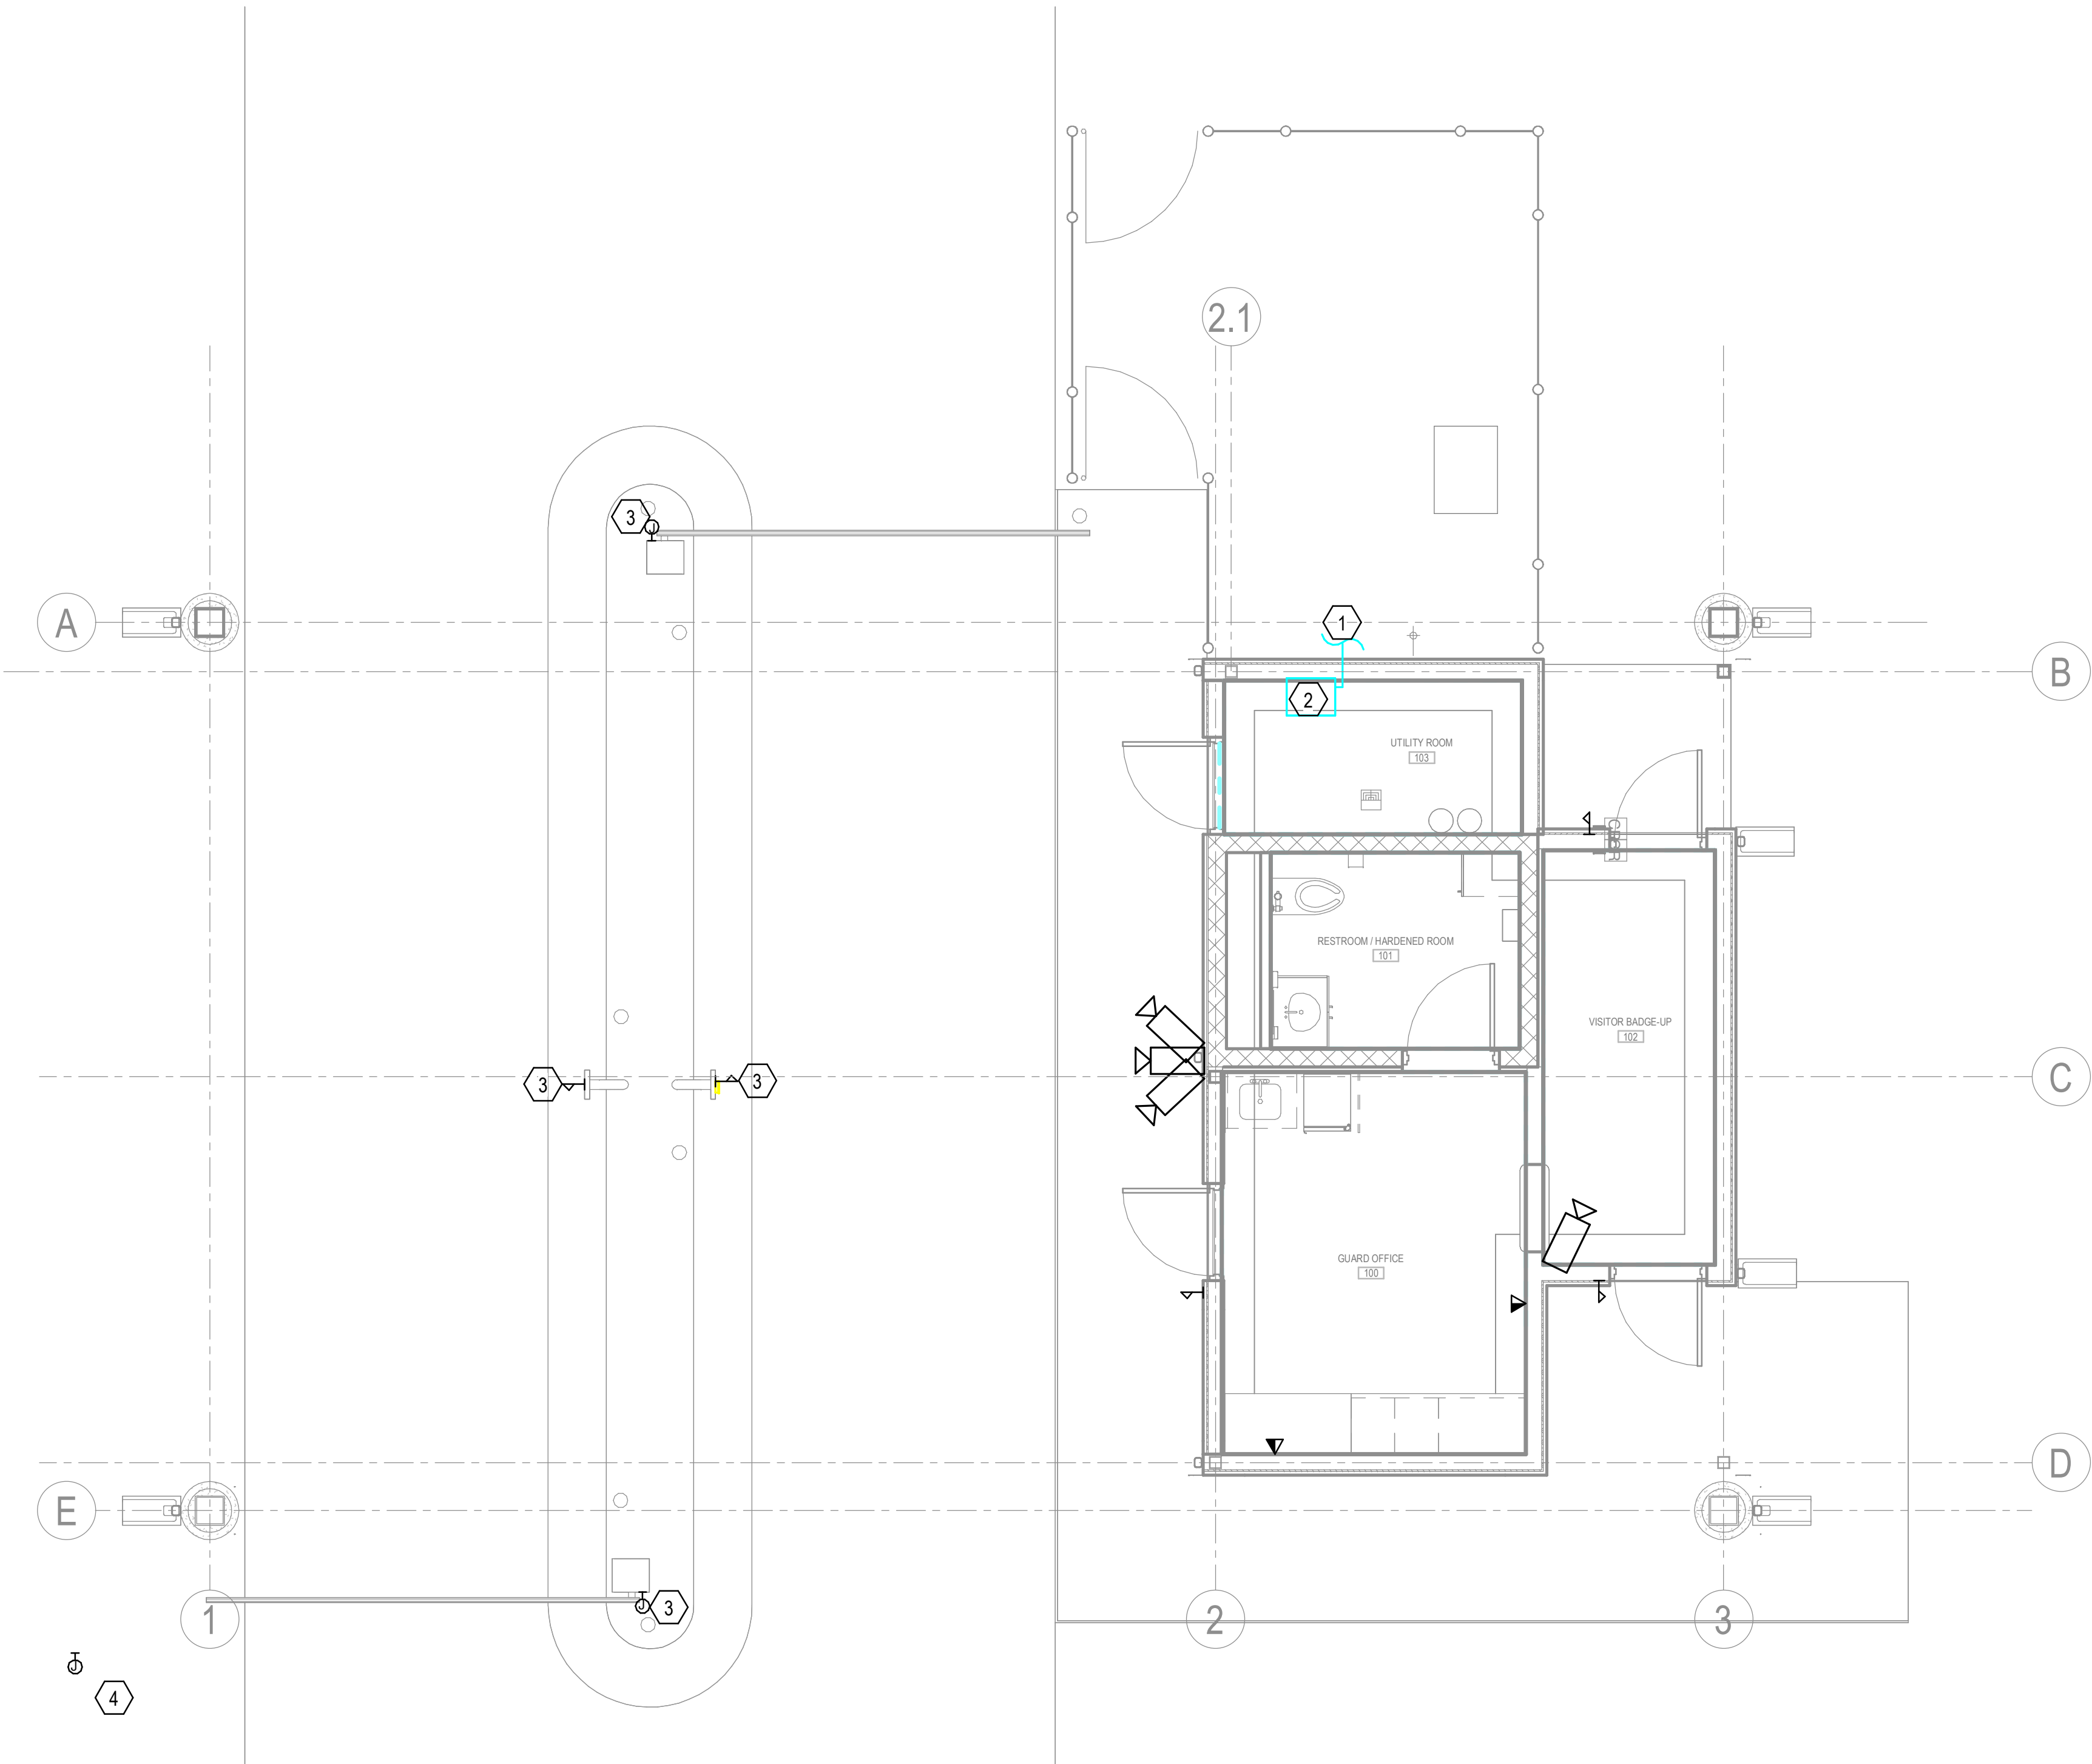 2.1
3
J
A
1
B
2
UTILITY ROOM
103
RESTROOM / HARDENED ROOM
101
VISITOR BADGE-UP
102
3
3
C
GUARD OFFICE
100
D
E
J
3
1
2
3
J
4